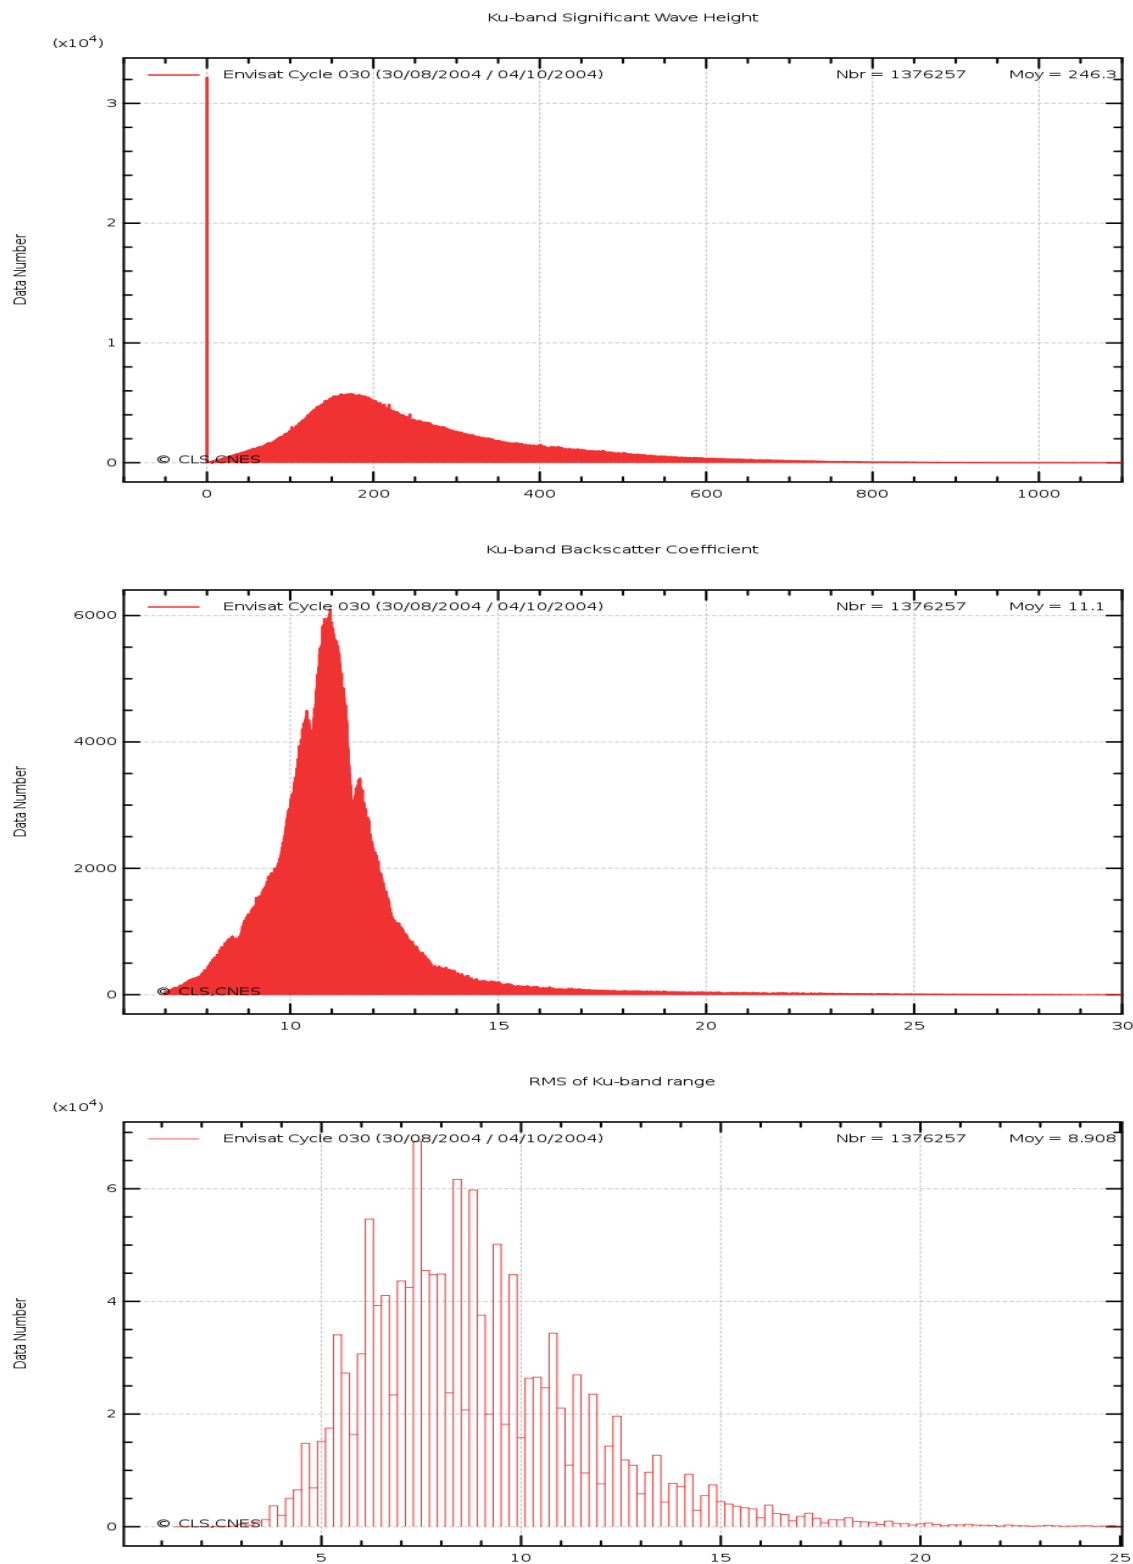 Ku-band Significant Wave Height
(x10⁴)
Envisat Cycle 030 (30/08/2004 / 04/10/2004) Nbr = 1376257 Moy = 246.3
3
2
1
0
Data Number
© CLS,CNES
0 200 400 600 800 1000
Ku-band Backscatter Coefficient
Envisat Cycle 030 (30/08/2004 / 04/10/2004) Nbr = 1376257 Moy = 11.1
6000
4000
2000
0
Data Number
© CLS,CNES
10 15 20 25 30
RMS of Ku-band range
(x10⁴)
Envisat Cycle 030 (30/08/2004 / 04/10/2004) Nbr = 1376257 Moy = 8.908
6
4
2
0
Data Number
© CLS,CNES
5 10 15 20 25